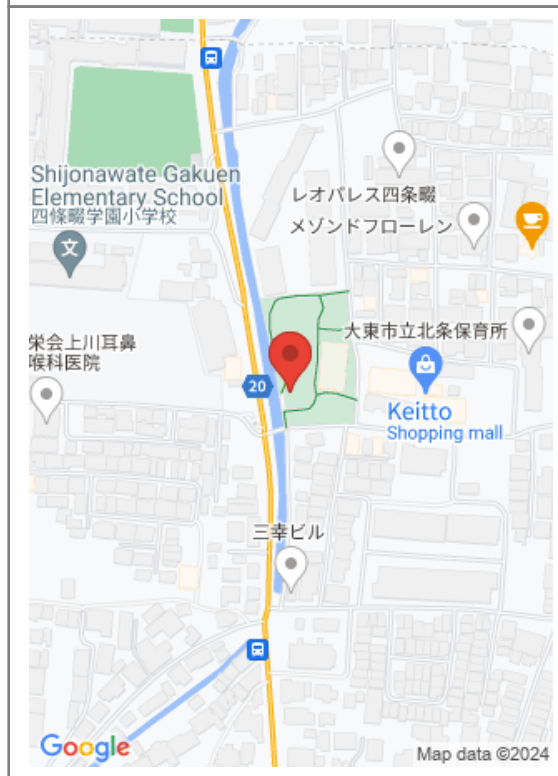 Shijonawate Gakuen
Elementary School
四條畷学園小学校
文
レオパレス四条畷
メゾンドフローレン
栄会上川耳鼻
喉科医院
大東市立北条保育所
20
Keitto
Shopping mall
三幸ビル
Google
Map data ©2024